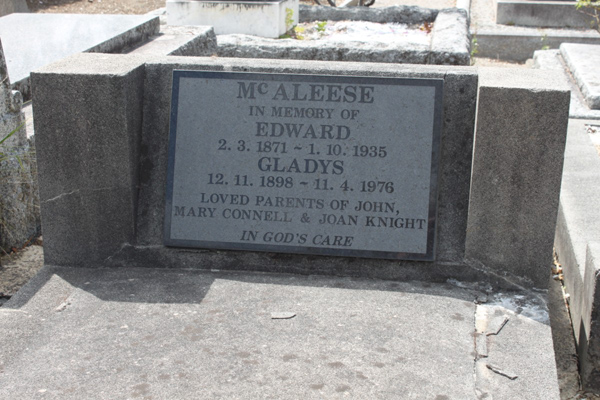 McALEESE
IN MEMORY OF
EDWARD
2. 3. 1871 ~ 1. 10. 1935
GLADYS
12. 11. 1898 ~ 11. 4. 1976
LOVED PARENTS OF JOHN,
MARY CONNELL & JOAN KNIGHT
IN GOD'S CARE